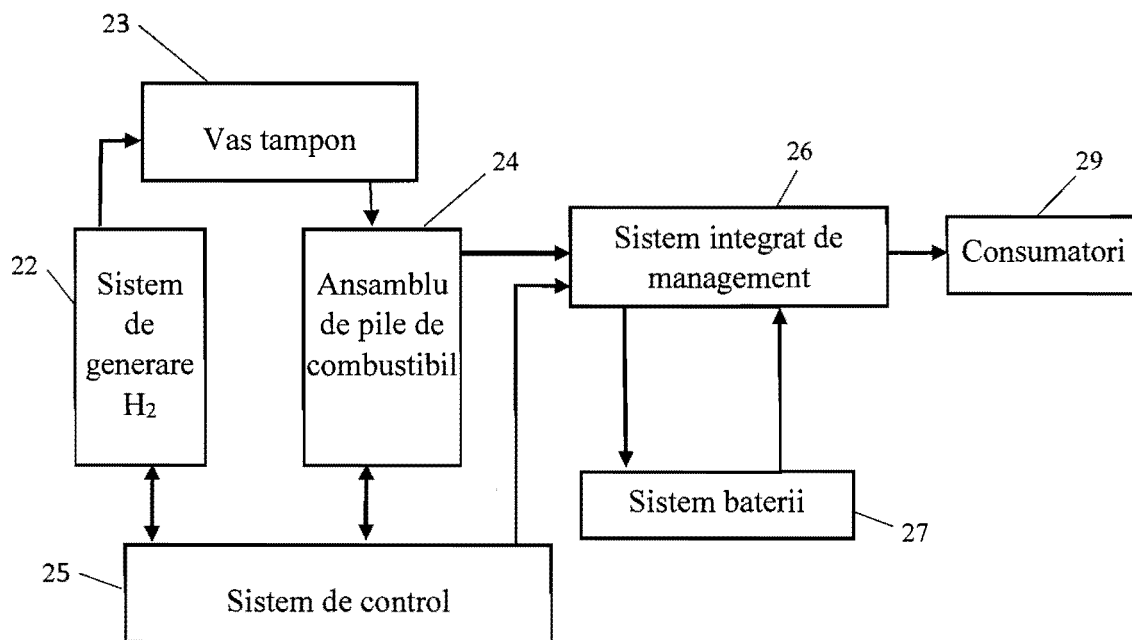 23
Vas tampon
24
26
29
22
Sistem
de
generare
H₂
Ansamblu
de pile de
combustibil
Sistem integrat de
management
Consumatori
Sistem baterii
27
25
Sistem de control